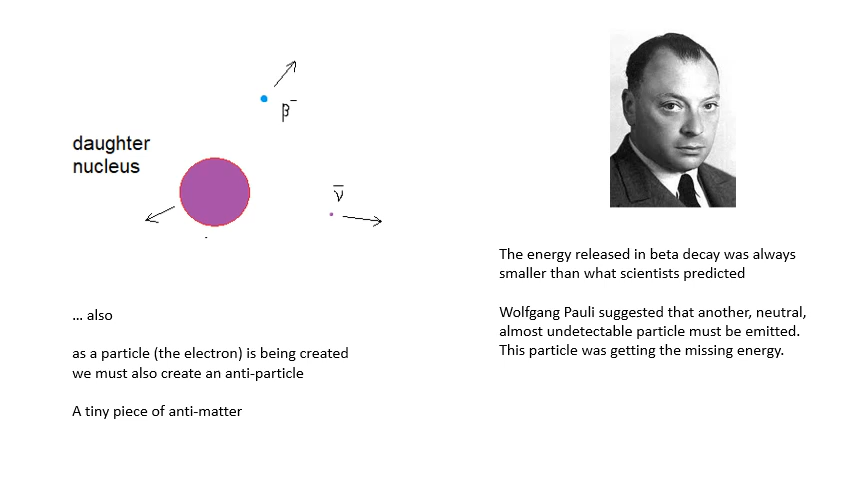 daughter
nucleus
β⁻
ν̅
… also
as a particle (the electron) is being created
we must also create an anti-particle
A tiny piece of anti-matter
The energy released in beta decay was always
smaller than what scientists predicted
Wolfgang Pauli suggested that another, neutral,
almost undetectable particle must be emitted.
This particle was getting the missing energy.